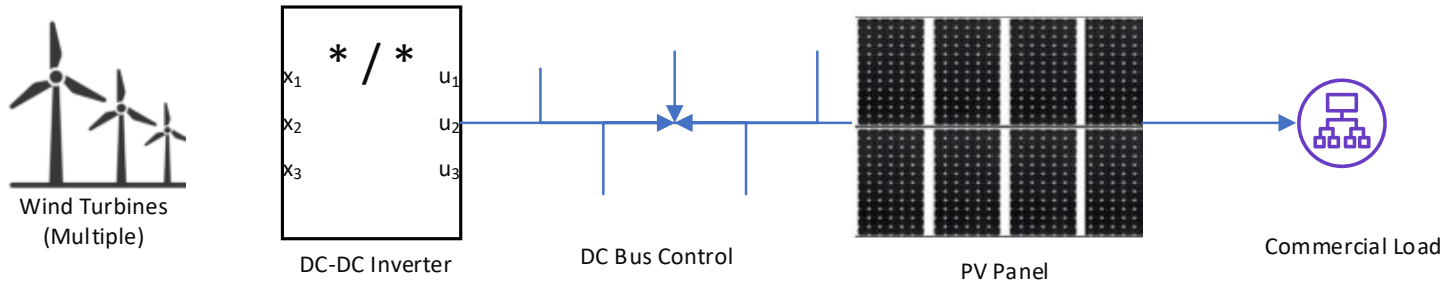 * / *
x1 u1
x2 u2
x3 u3
Wind Turbines
(Multiple)
DC-DC Inverter
DC Bus Control
PV Panel
Commercial Load